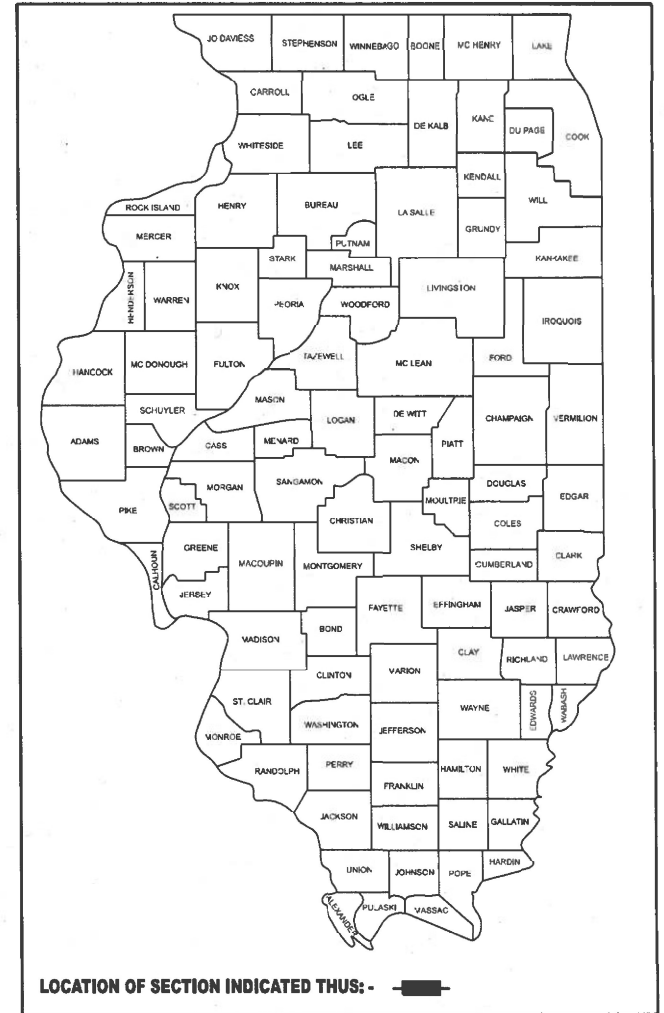 JO DAVIESS
STEPHENSON
WINNEBAGO
BOONE
MC HENRY
LAKE
CARROLL
OGLE
DE KALB
KANE
DU PAGE
COOK
WHITESIDE
LEE
KENDALL
WILL
ROCK ISLAND
HENRY
BUREAU
LA SALLE
GRUNDY
MERCER
PUTNAM
STARK
MARSHALL
KANKAKEE
HENDERSON
WARREN
KNOX
PEORIA
WOODFORD
LIVINGSTON
IROQUOIS
HANCOCK
MC DONOUGH
FULTON
TAZEWELL
MC LEAN
FORD
SCHUYLER
MASON
LOGAN
DE WITT
CHAMPAIGN
VERMILION
ADAMS
BROWN
CASS
MENARD
PIATT
MACON
PIKE
SCOTT
MORGAN
SANGAMON
CHRISTIAN
MOULTRIE
DOUGLAS
EDGAR
COLES
CALHOUN
GREENE
MACOUPIN
MONTGOMERY
SHELBY
CUMBERLAND
CLARK
JERSEY
FAYETTE
EFFINGHAM
JASPER
CRAWFORD
MADISON
BOND
CLAY
RICHLAND
LAWRENCE
CLINTON
MARION
ST. CLAIR
WASHINGTON
WAYNE
EDWARDS
WABASH
MONROE
JEFFERSON
RANDOLPH
PERRY
HAMILTON
WHITE
FRANKLIN
JACKSON
WILLIAMSON
SALINE
GALLATIN
UNION
JOHNSON
POPE
HARDIN
ALEXANDER
PULASKI
MASSAC
LOCATION OF SECTION INDICATED THUS: -